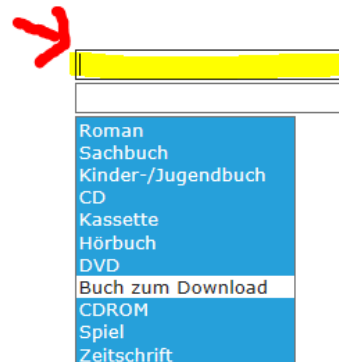 Roman
Sachbuch
Kinder-/Jugendbuch
CD
Kassette
Hörbuch
DVD
Buch zum Download
CDROM
Spiel
Zeitschrift